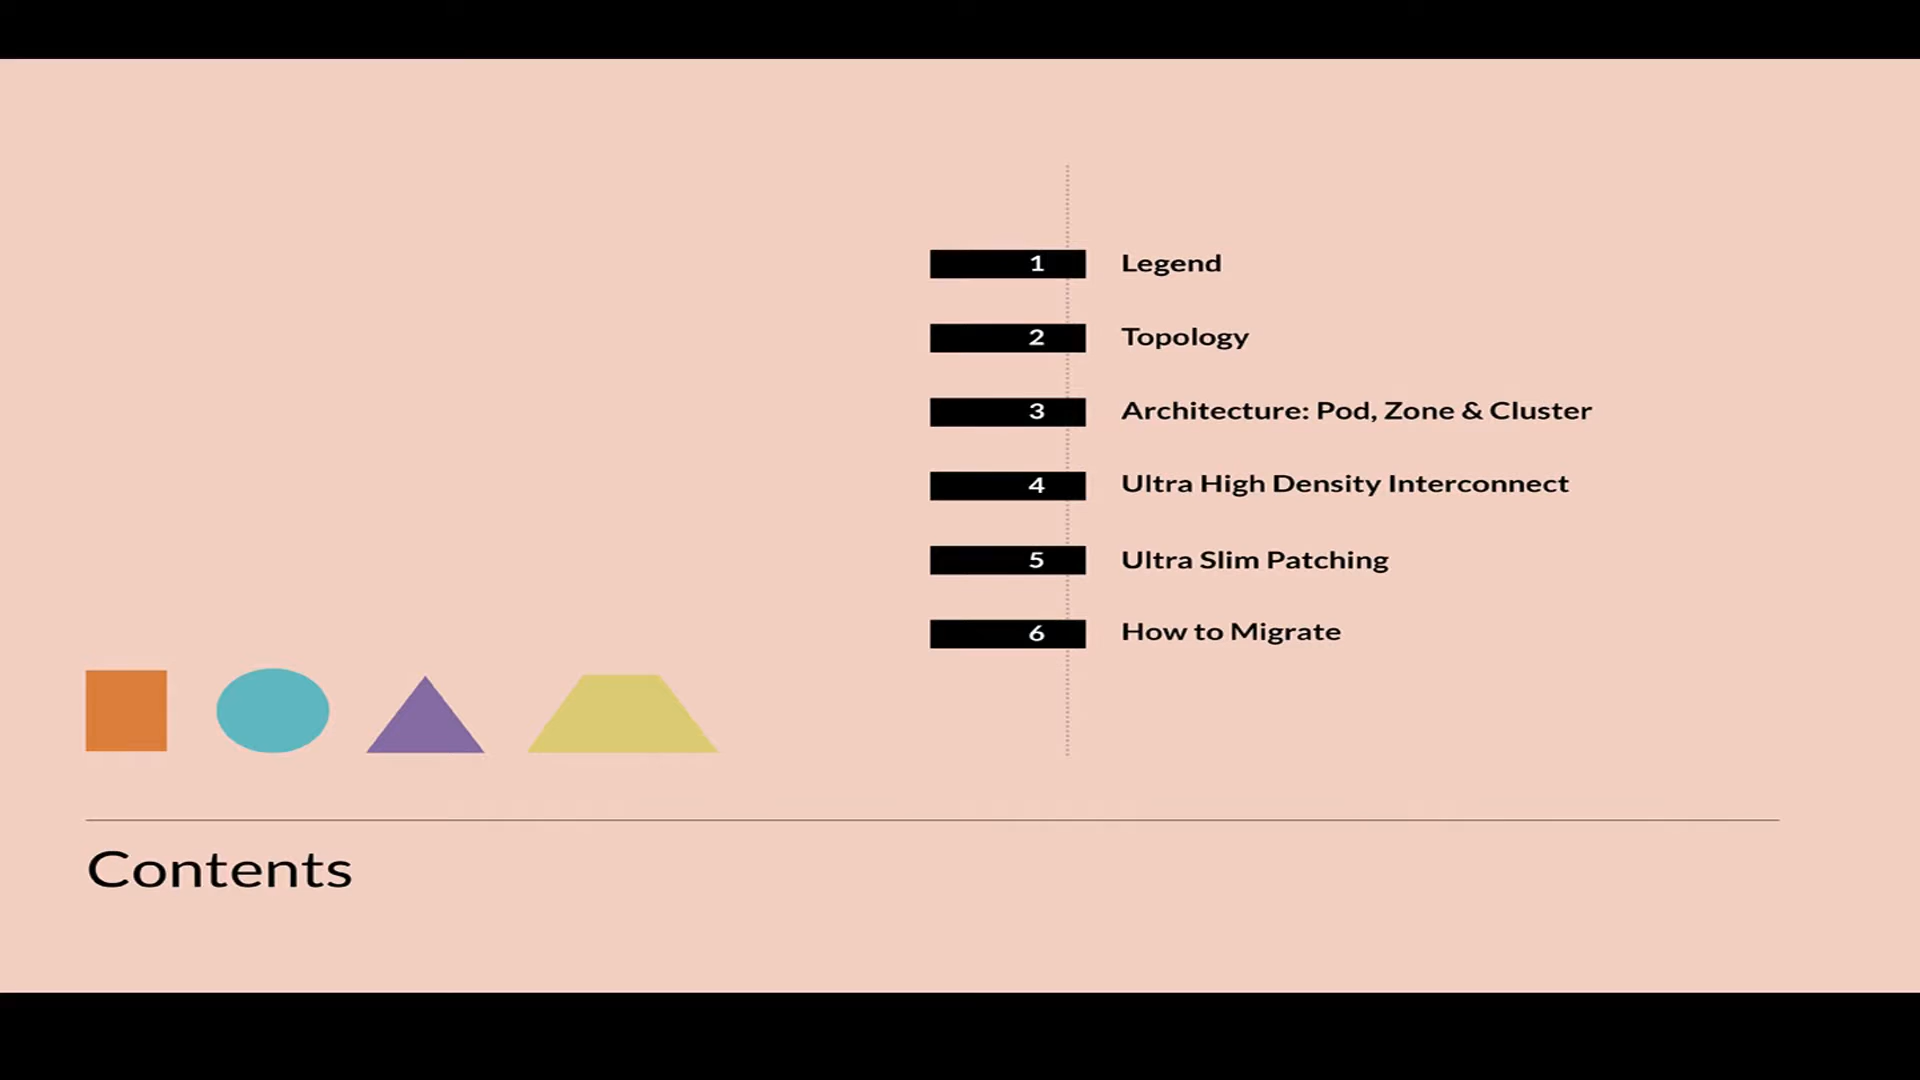 1 Legend
2 Topology
3 Architecture: Pod, Zone & Cluster
4 Ultra High Density Interconnect
5 Ultra Slim Patching
6 How to Migrate
Contents